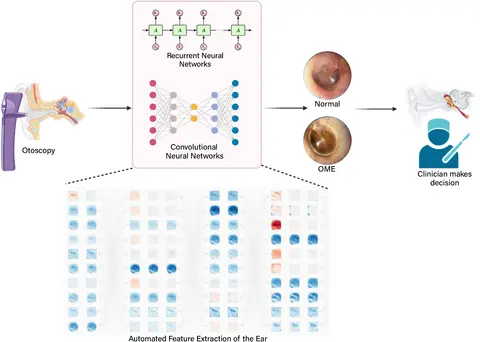 A
A
A
A
Recurrent Neural
Networks
Convolutional
Neural Networks
Otoscopy
Normal
OME
Clinician makes
decision
Automated Feature Extraction of the Ear